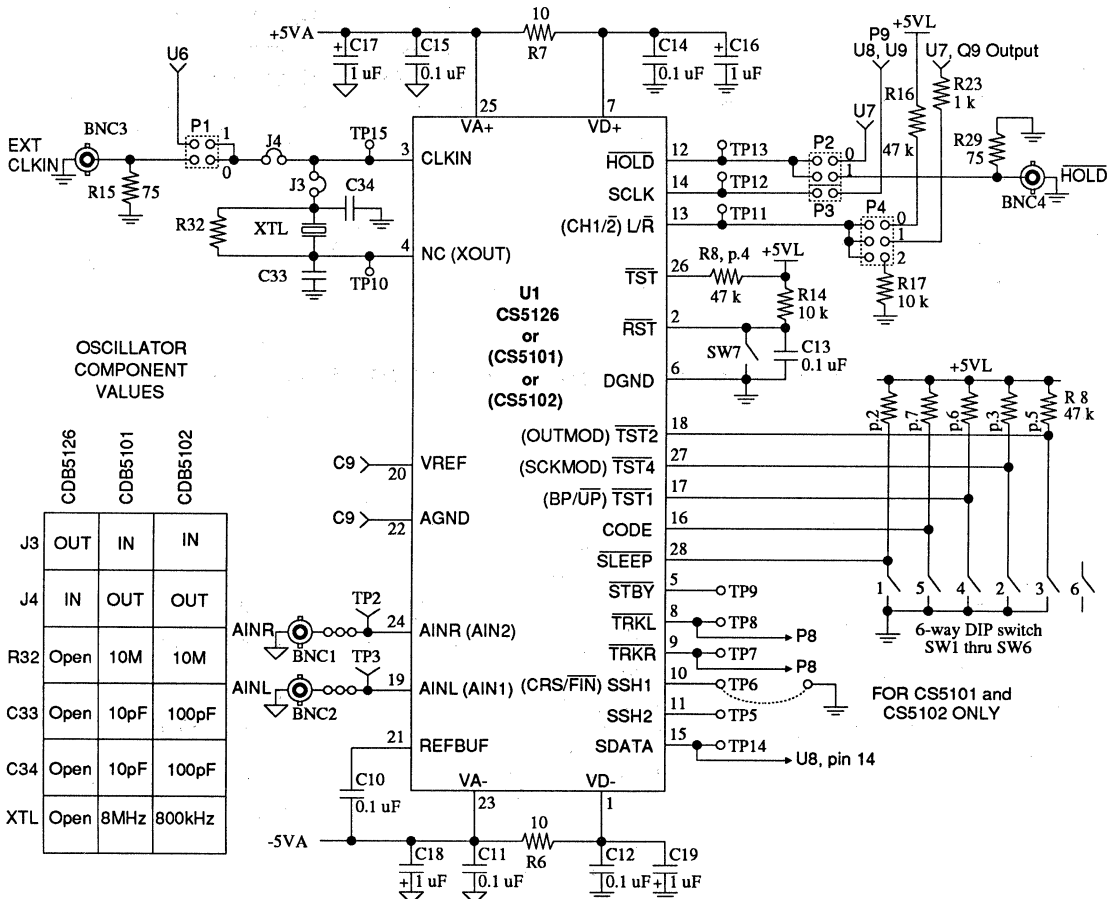 +5VA
C17
+
1 uF
C15
0.1 uF
10
R7
C14
0.1 uF
C16
+
1 uF
25
VA+
7
VD+
U6
P1
1
0
EXT
CLKIN
BNC3
R15
75
J4
J3
TP15
3
CLKIN
C34
R32
XTL
C33
TP10
4
NC (XOUT)
P9
U8, U9
+5VL
U7, Q9 Output
R16
47 k
R23
1 k
U7
R29
75
HOLD
BNC4
HOLD
12
TP13
P2
0
1
SCLK
14
TP12
P3
(CH1/2) L/R
13
TP11
P4
0
1
2
R17
10 k
TST
26
R8, p.4
47 k
+5VL
R14
10 k
RST
2
SW7
C13
0.1 uF
DGND
6
U1
CS5126
or
(CS5101)
or
(CS5102)
+5VL
p.2
p.7
p.6
p.3
p.5
R 8
47 k
(OUTMOD) TST2
18
(SCKMOD) TST4
27
(BP/UP) TST1
17
CODE
16
SLEEP
28
1
5
4
2
3
6
6-way DIP switch
SW1 thru SW6
STBY
5
TP9
TRKL
8
TP8
P8
TRKR
9
TP7
P8
(CRS/FIN) SSH1
10
TP6
FOR CS5101 and
CS5102 ONLY
SSH2
11
TP5
SDATA
15
TP14
U8, pin 14
C9
20
VREF
C9
22
AGND
AINR
BNC1
TP2
24
AINR (AIN2)
AINL
BNC2
TP3
19
AINL (AIN1)
21
REFBUF
C10
0.1 uF
VA-
23
VD-
1
-5VA
10
R6
C18
+
1 uF
C11
0.1 uF
C12
0.1 uF
C19
+
1 uF
OSCILLATOR
COMPONENT
VALUES
CDB5126 CDB5101 CDB5102
J3 OUT IN IN
J4 IN OUT OUT
R32 Open 10M 10M
C33 Open 10pF 100pF
C34 Open 10pF 100pF
XTL Open 8MHz 800kHz